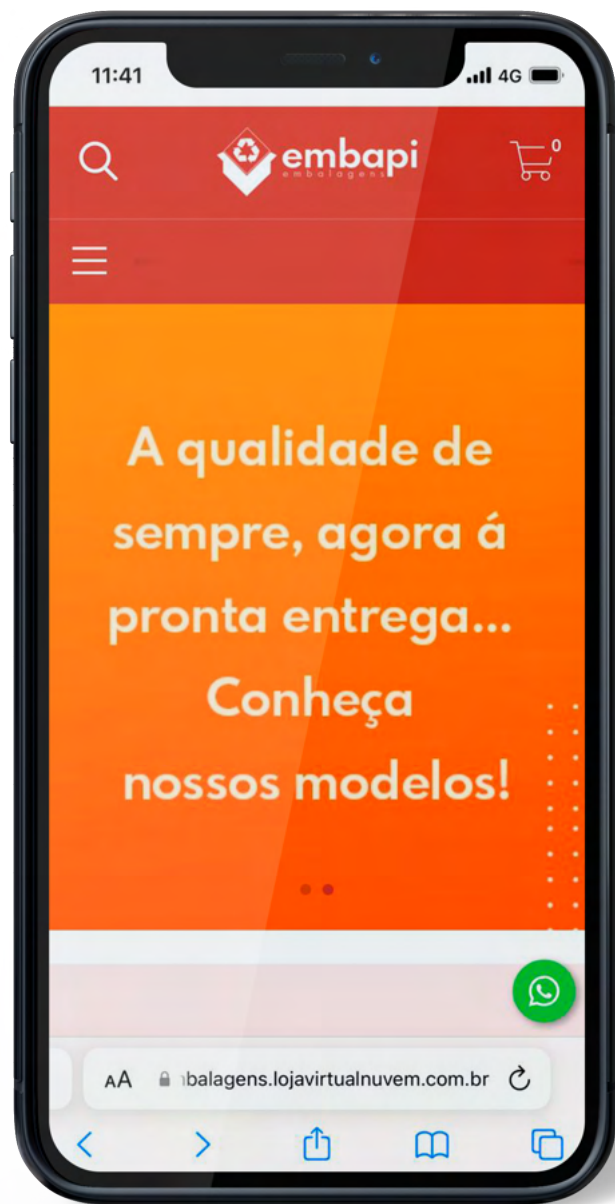 11:41
4G
embapi
embalagens
0
A qualidade de
sempre, agora á
pronta entrega...
Conheça
nossos modelos!
AA
balagens.lojavirtualnuvem.com.br